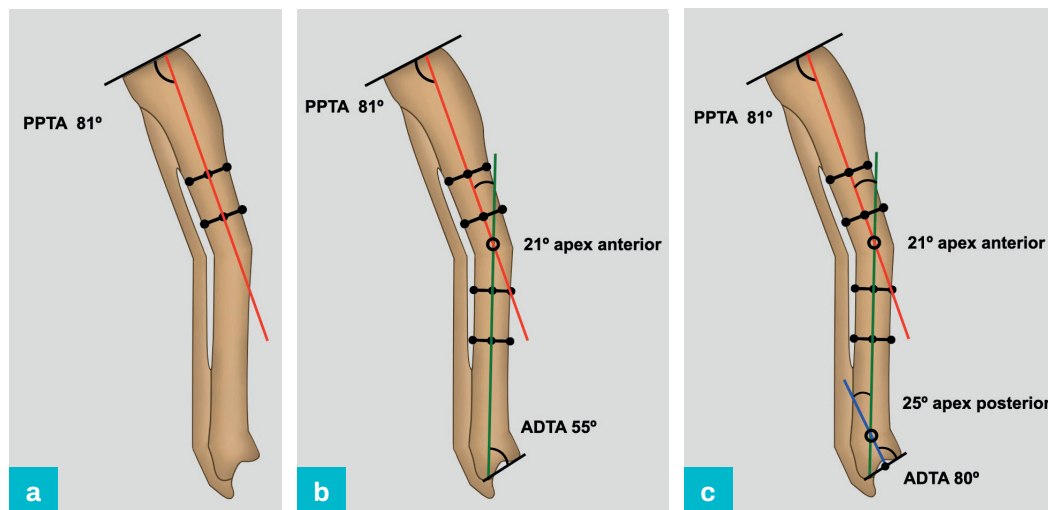 PPTA 81º
a
PPTA 81º
21º apex anterior
ADTA 55º
b
PPTA 81º
21º apex anterior
25º apex posterior
ADTA 80º
c